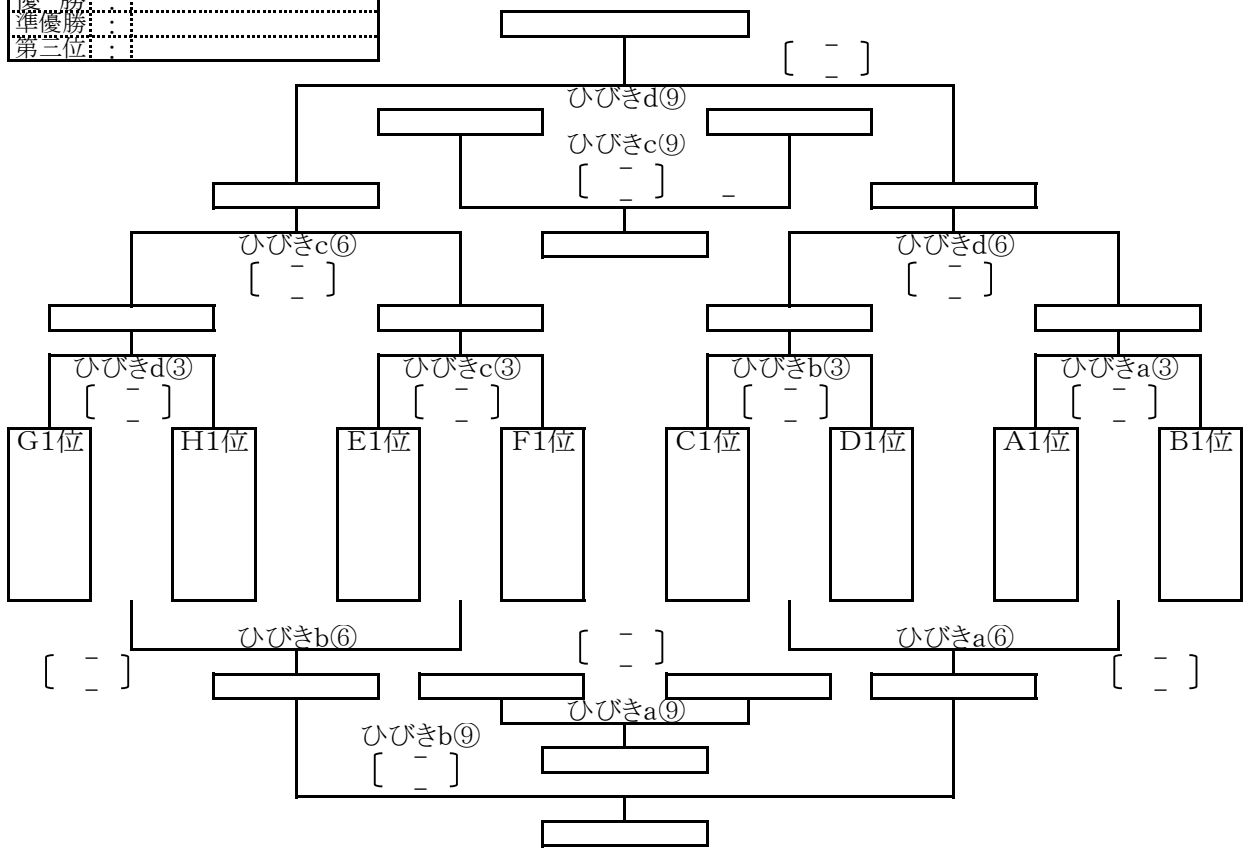 優　勝 :
準優勝 :
第三位 :
〔 － － 〕
ひびきd⑨
ひびきc⑨
〔 － － 〕 －
ひびきc⑥ ひびきd⑥
〔 － － 〕 〔 － － 〕
ひびきd③ ひびきc③ ひびきb③ ひびきa③
〔 － － 〕 〔 － － 〕 〔 － － 〕 〔 － － 〕
G1位 H1位 E1位 F1位 C1位 D1位 A1位 B1位
ひびきb⑥ 〔 － － 〕 ひびきa⑥
〔 － － 〕 〔 － － 〕
ひびきa⑨
ひびきb⑨
〔 － － 〕